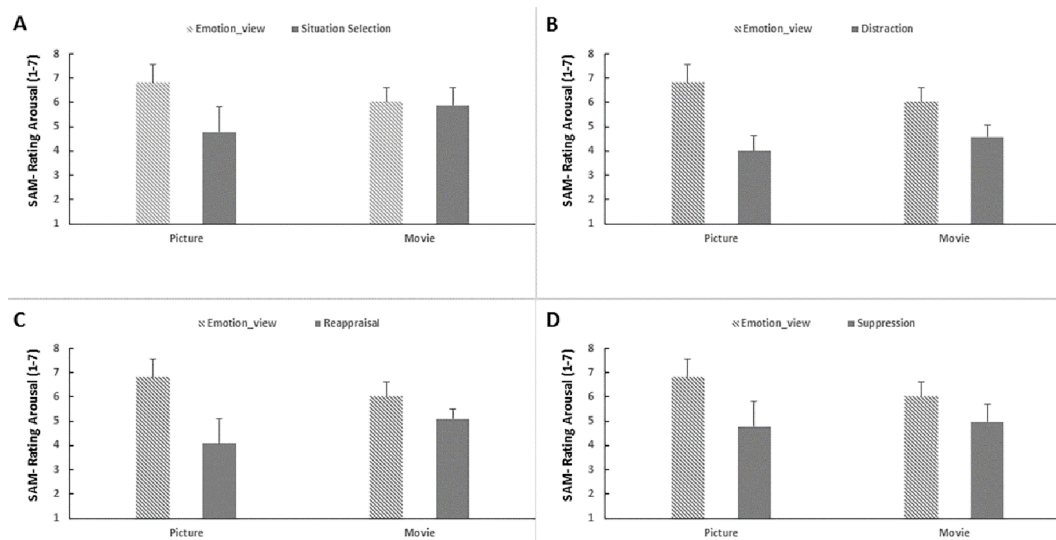 A
Emotion_view Situation Selection
SAM- Rating Arousal (1-7)
8
7
6
5
4
3
2
1
Picture Movie
B
Emotion_view Distraction
SAM- Rating Arousal (1-7)
8
7
6
5
4
3
2
1
Picture Movie
C
Emotion_view Reappraisal
SAM- Rating Arousal (1-7)
8
7
6
5
4
3
2
1
Picture Movie
D
Emotion_view Suppression
SAM- Rating Arousal (1-7)
8
7
6
5
4
3
2
1
Picture Movie